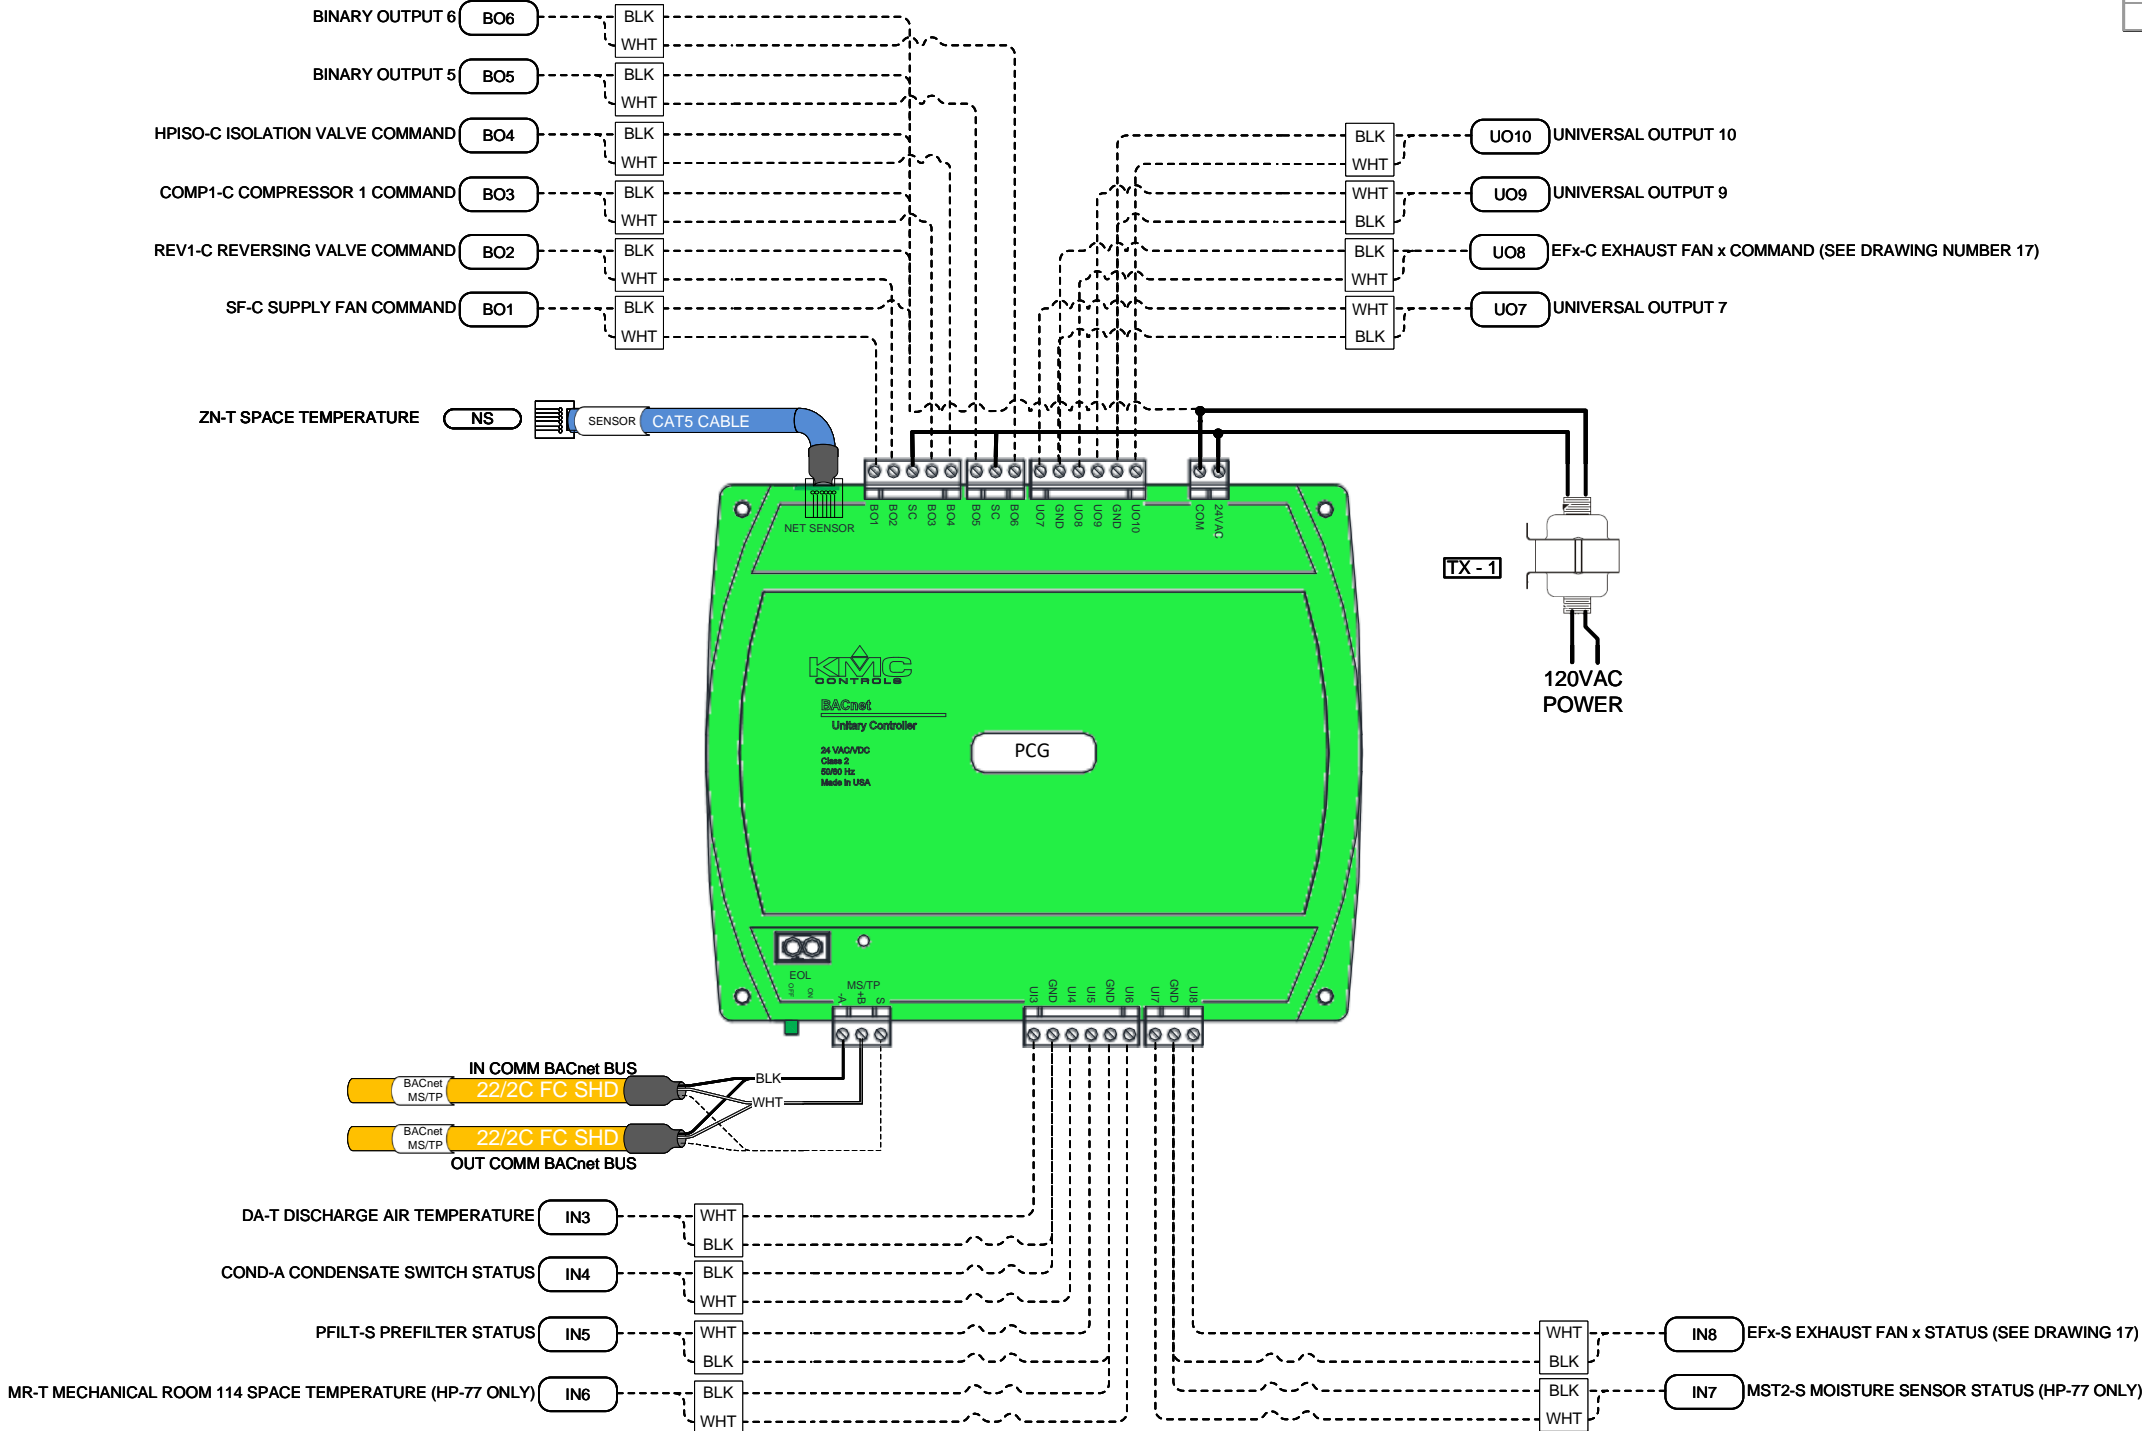 BINARY OUTPUT 6 BO6 BLK
WHT
BINARY OUTPUT 5 BO5 BLK
WHT
HPISO-C ISOLATION VALVE COMMAND BO4 BLK
WHT
COMP1-C COMPRESSOR 1 COMMAND BO3 BLK
WHT
REV1-C REVERSING VALVE COMMAND BO2 BLK
WHT
SF-C SUPPLY FAN COMMAND BO1 BLK
WHT
BLK UO10 UNIVERSAL OUTPUT 10
WHT
WHT UO9 UNIVERSAL OUTPUT 9
BLK
BLK UO8 EFx-C EXHAUST FAN x COMMAND (SEE DRAWING NUMBER 17)
WHT
WHT UO7 UNIVERSAL OUTPUT 7
BLK
ZN-T SPACE TEMPERATURE NS SENSOR CAT5 CABLE
NET SENSOR
BO1
BO2
SC
BO3
BO4
BO5
SC
BO6
UO7
GND
UO8
UO9
GND
UO10
COM
24VAC
TX - 1
120VAC
POWER
KMC
CONTROLS
BACnet
Unitary Controller
24 VAC/VDC
Class 2
50/60 Hz
Made in USA
PCG
EOL
OFF
ON
MS/TP
-A
+B
S
UI3
GND
UI4
UI5
GND
UI6
UI7
GND
UI8
IN COMM BACnet BUS
BACnet
MS/TP
22/2C FC SHD
BLK
WHT
BACnet
MS/TP
22/2C FC SHD
OUT COMM BACnet BUS
DA-T DISCHARGE AIR TEMPERATURE IN3 WHT
BLK
COND-A CONDENSATE SWITCH STATUS IN4 BLK
WHT
PFILT-S PREFILTER STATUS IN5 WHT
BLK
MR-T MECHANICAL ROOM 114 SPACE TEMPERATURE (HP-77 ONLY) IN6 BLK
WHT
WHT IN8 EFx-S EXHAUST FAN x STATUS (SEE DRAWING 17)
BLK
BLK IN7 MST2-S MOISTURE SENSOR STATUS (HP-77 ONLY)
WHT